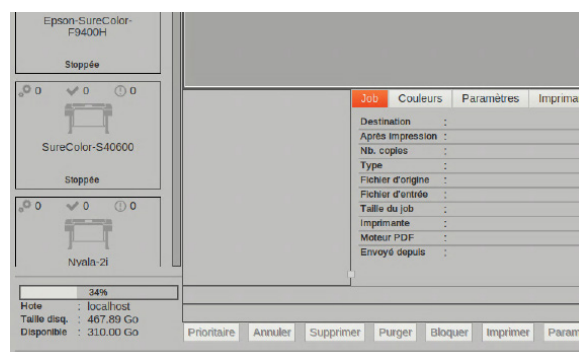 Epson-SureColor-
F9400H
Stoppée
0 0 0
SureColor-S40600
Stoppée
0 0 0
Nyala-2i
34%
Hote : localhost
Taille disq. : 467.89 Go
Disponible : 310.00 Go
Job Couleurs Paramètres Imprima
Destination :
Après impression :
Nb. copies :
Type :
Fichier d'origine :
Fichier d'entrée :
Taille du job :
Imprimante :
Moteur PDF :
Envoyé depuis :
Prioritaire Annuler Supprimer Purger Bloquer Imprimer Param